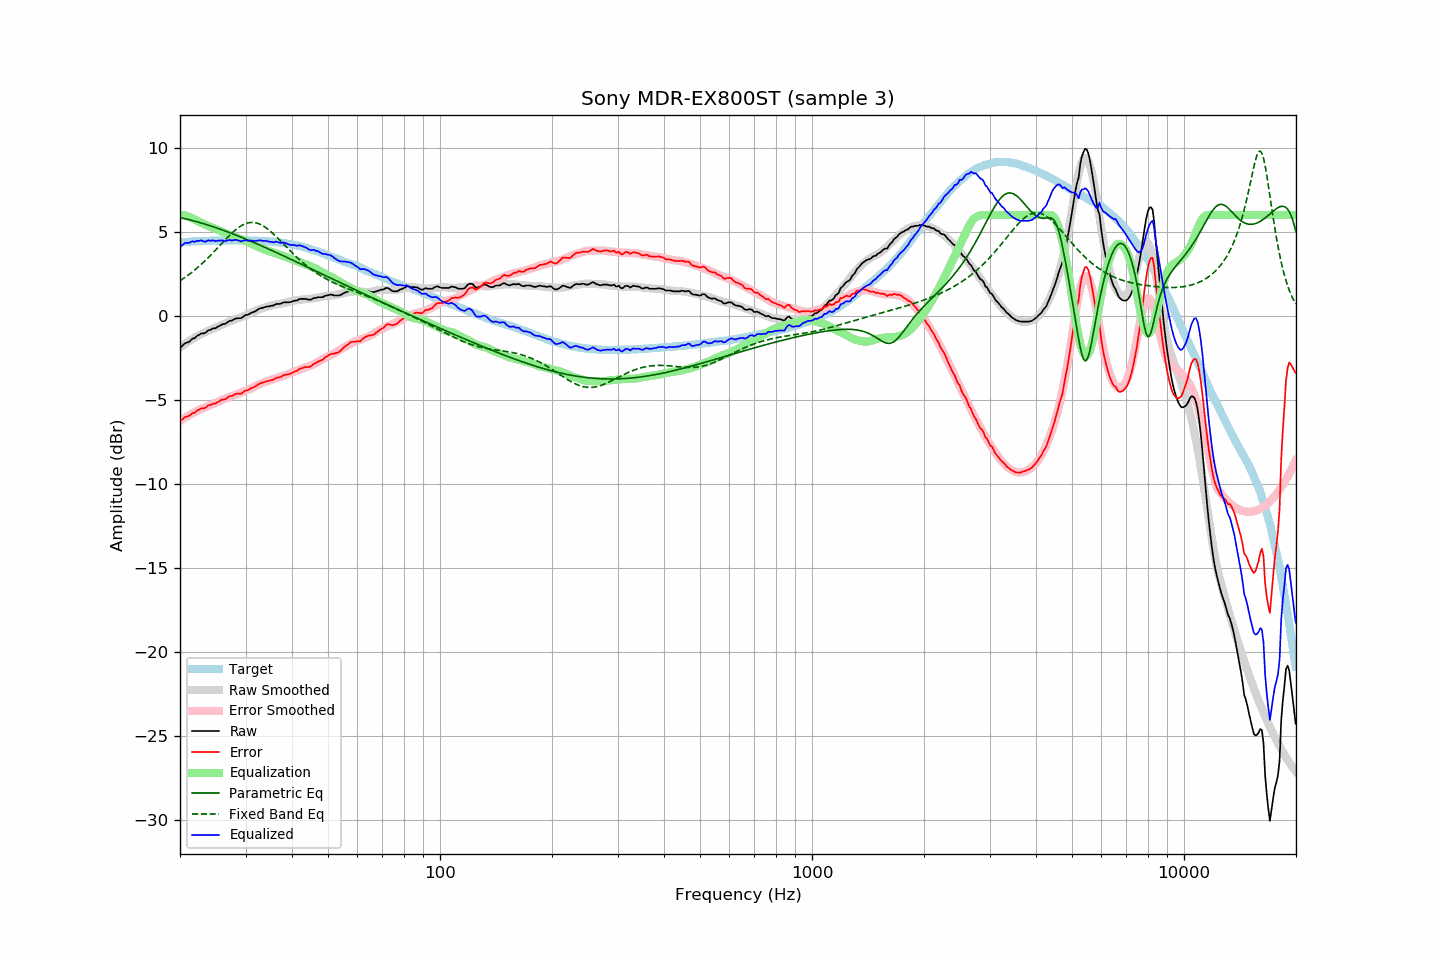 Sony MDR-EX800ST (sample 3)
10
5
0
−5
−10
−15
−20
−25
−30
Amplitude (dBr)
Target
Raw Smoothed
Error Smoothed
Raw
Error
Equalization
Parametric Eq
Fixed Band Eq
Equalized
100
1000
10000
Frequency (Hz)